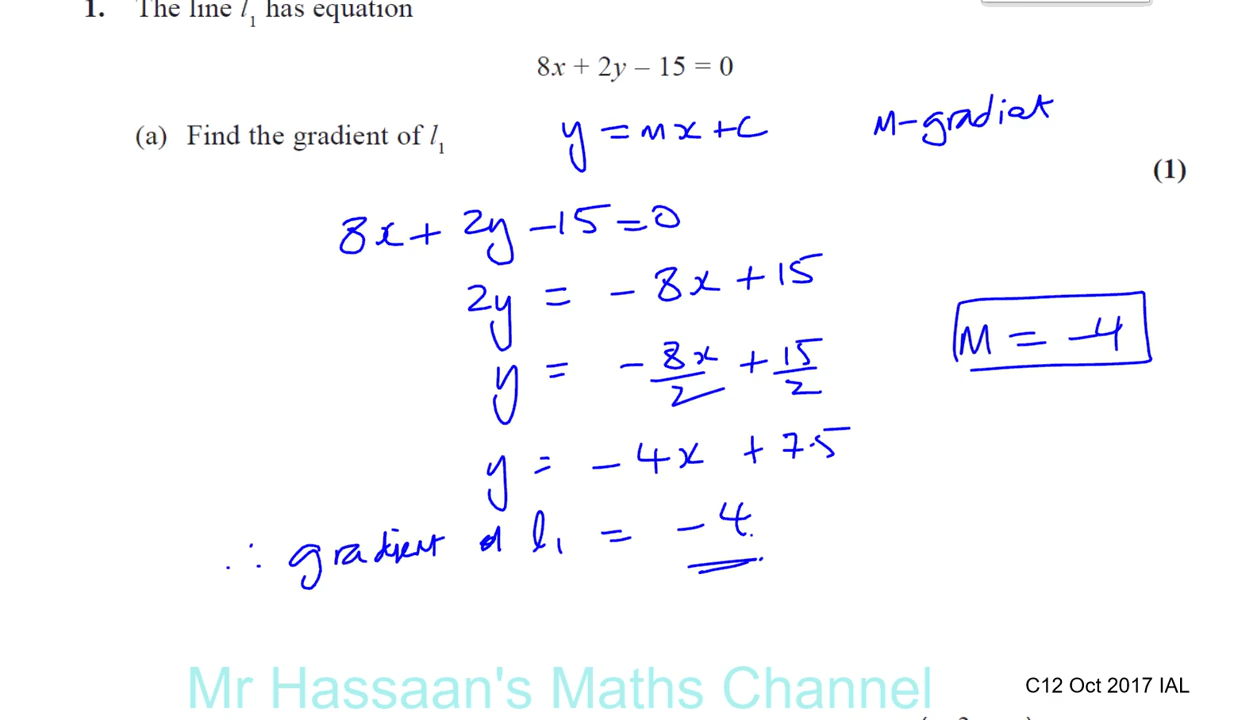 1. The line l₁ has equation
8x + 2y – 15 = 0
(a) Find the gradient of l₁
y = mx + c
M-gradiet
(1)
8x + 2y - 15 = 0
2y = - 8x + 15
y = - 8x/2 + 15/2
y = - 4x + 7.5
M = -4
∴ gradient of l₁ = - 4.
Mr Hassaan's Maths Channel
C12 Oct 2017 IAL